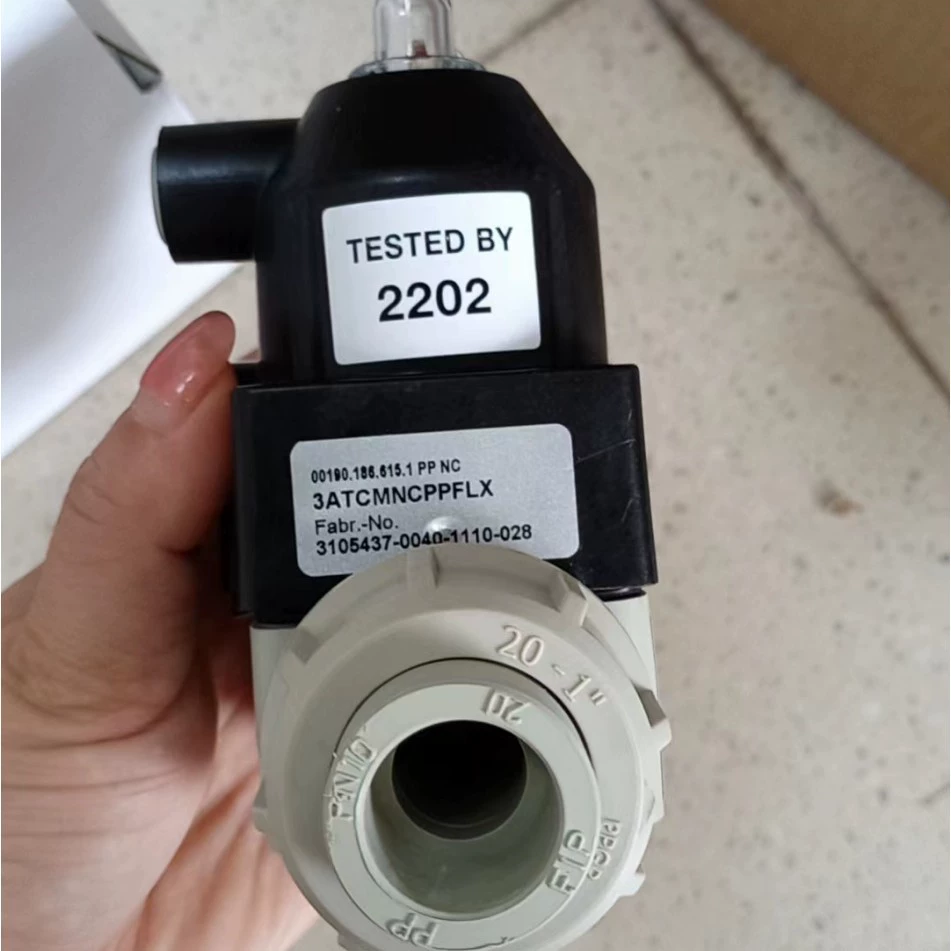 TESTED BY
2202
00190.186.615.1 PP NC
3ATCMNCPPFLX
Fabr.-No.
3105437-0040-1110-028
20 - 1"
20
PN10
FIP
PP